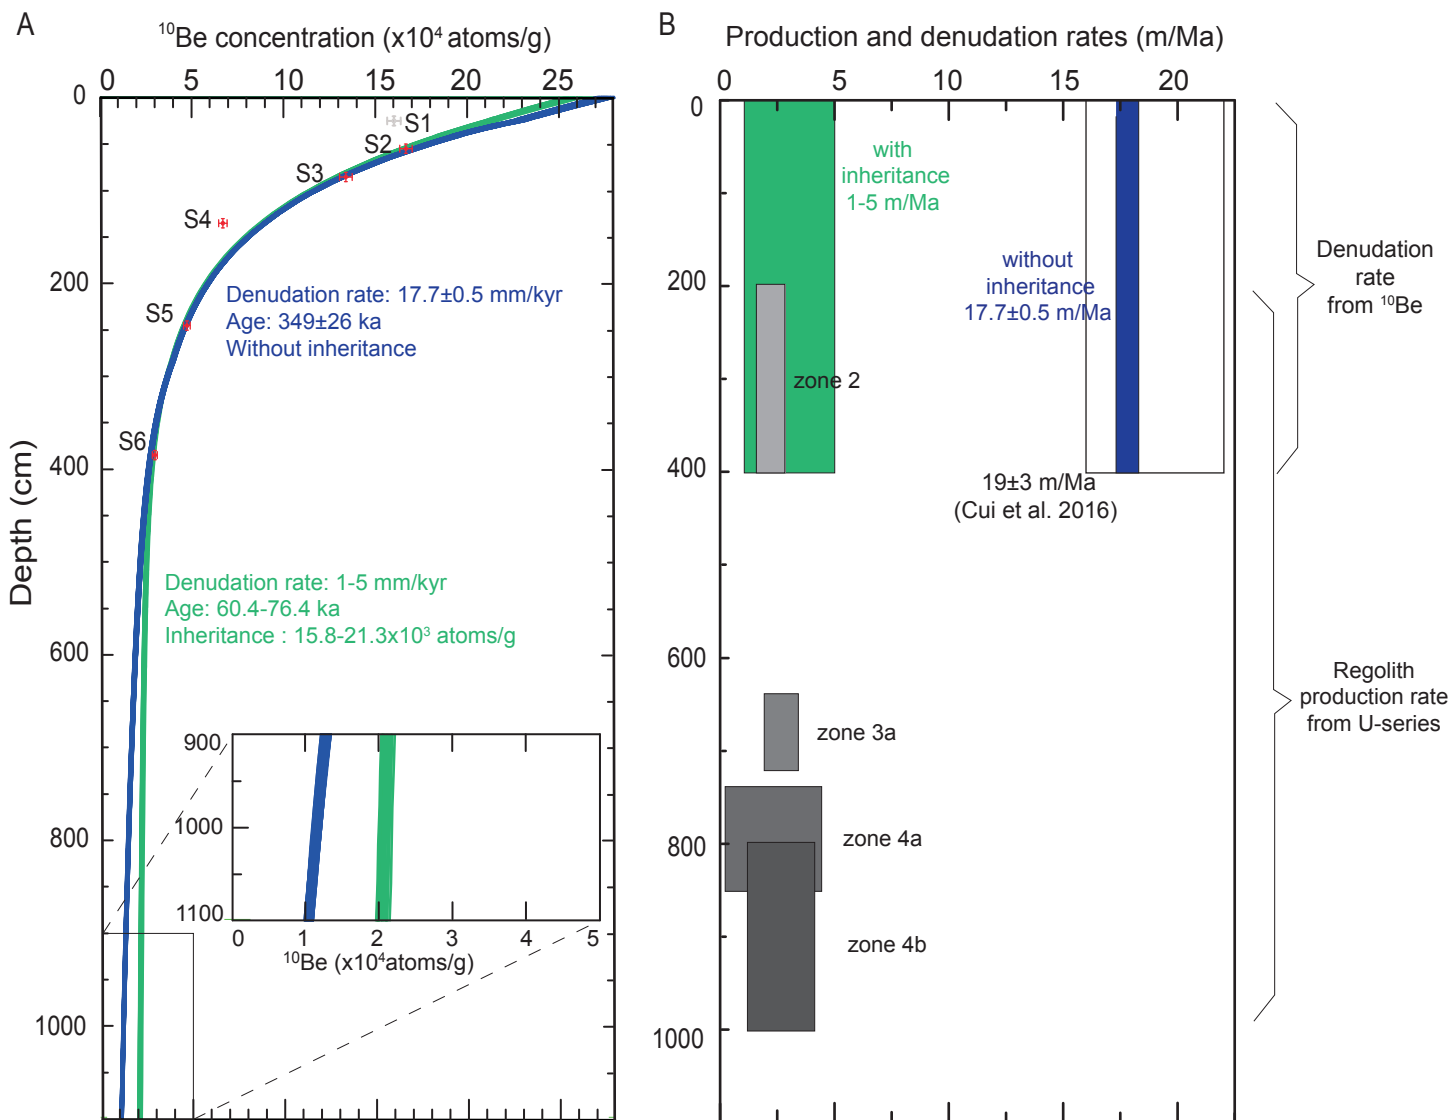 A
¹⁰Be concentration (x10⁴ atoms/g)
0 5 10 15 20 25
0
200
400
600
800
1000
Depth (cm)
S1
S2
S3
S4
S5
S6
Denudation rate: 17.7±0.5 mm/kyr
Age: 349±26 ka
Without inheritance
Denudation rate: 1-5 mm/kyr
Age: 60.4-76.4 ka
Inheritance : 15.8-21.3x10³ atoms/g
900
1000
1100
0 1 2 3 4 5
¹⁰Be (x10⁴atoms/g)
B
Production and denudation rates (m/Ma)
0 5 10 15 20
0
200
400
600
800
1000
with
inheritance
1-5 m/Ma
without
inheritance
17.7±0.5 m/Ma
zone 2
19±3 m/Ma
(Cui et al. 2016)
zone 3a
zone 4a
zone 4b
Denudation
rate
from ¹⁰Be
Regolith
production rate
from U-series